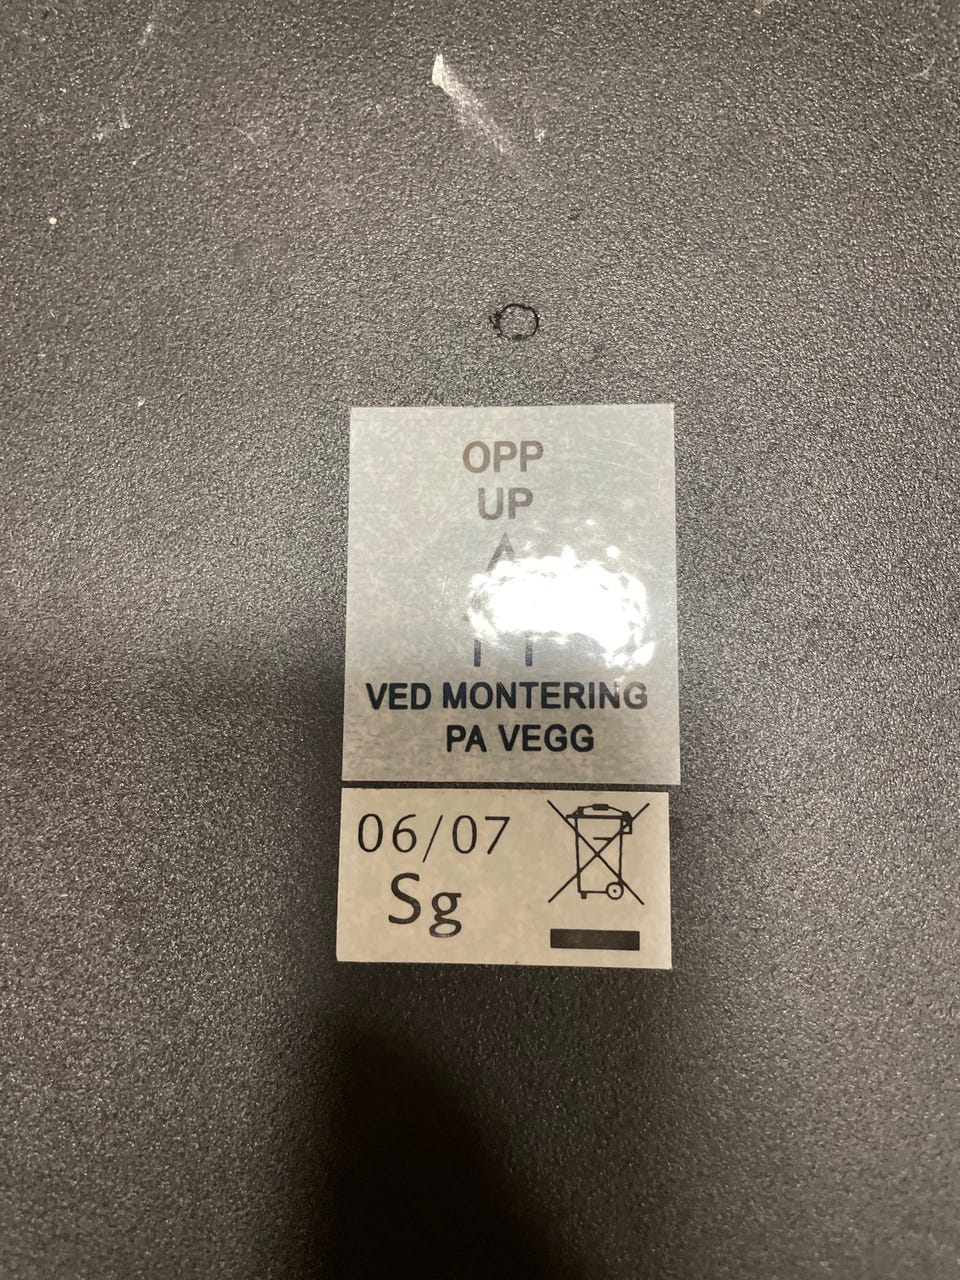 OPP
UP
VED MONTERING
PA VEGG
06/07
Sg